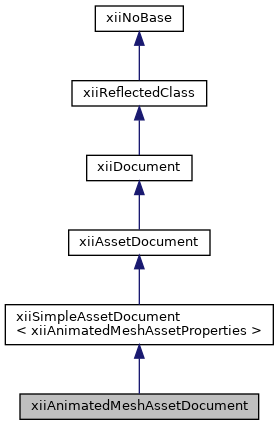 xiiNoBase
xiiReflectedClass
xiiDocument
xiiAssetDocument
xiiSimpleAssetDocument
< xiiAnimatedMeshAssetProperties >
xiiAnimatedMeshAssetDocument